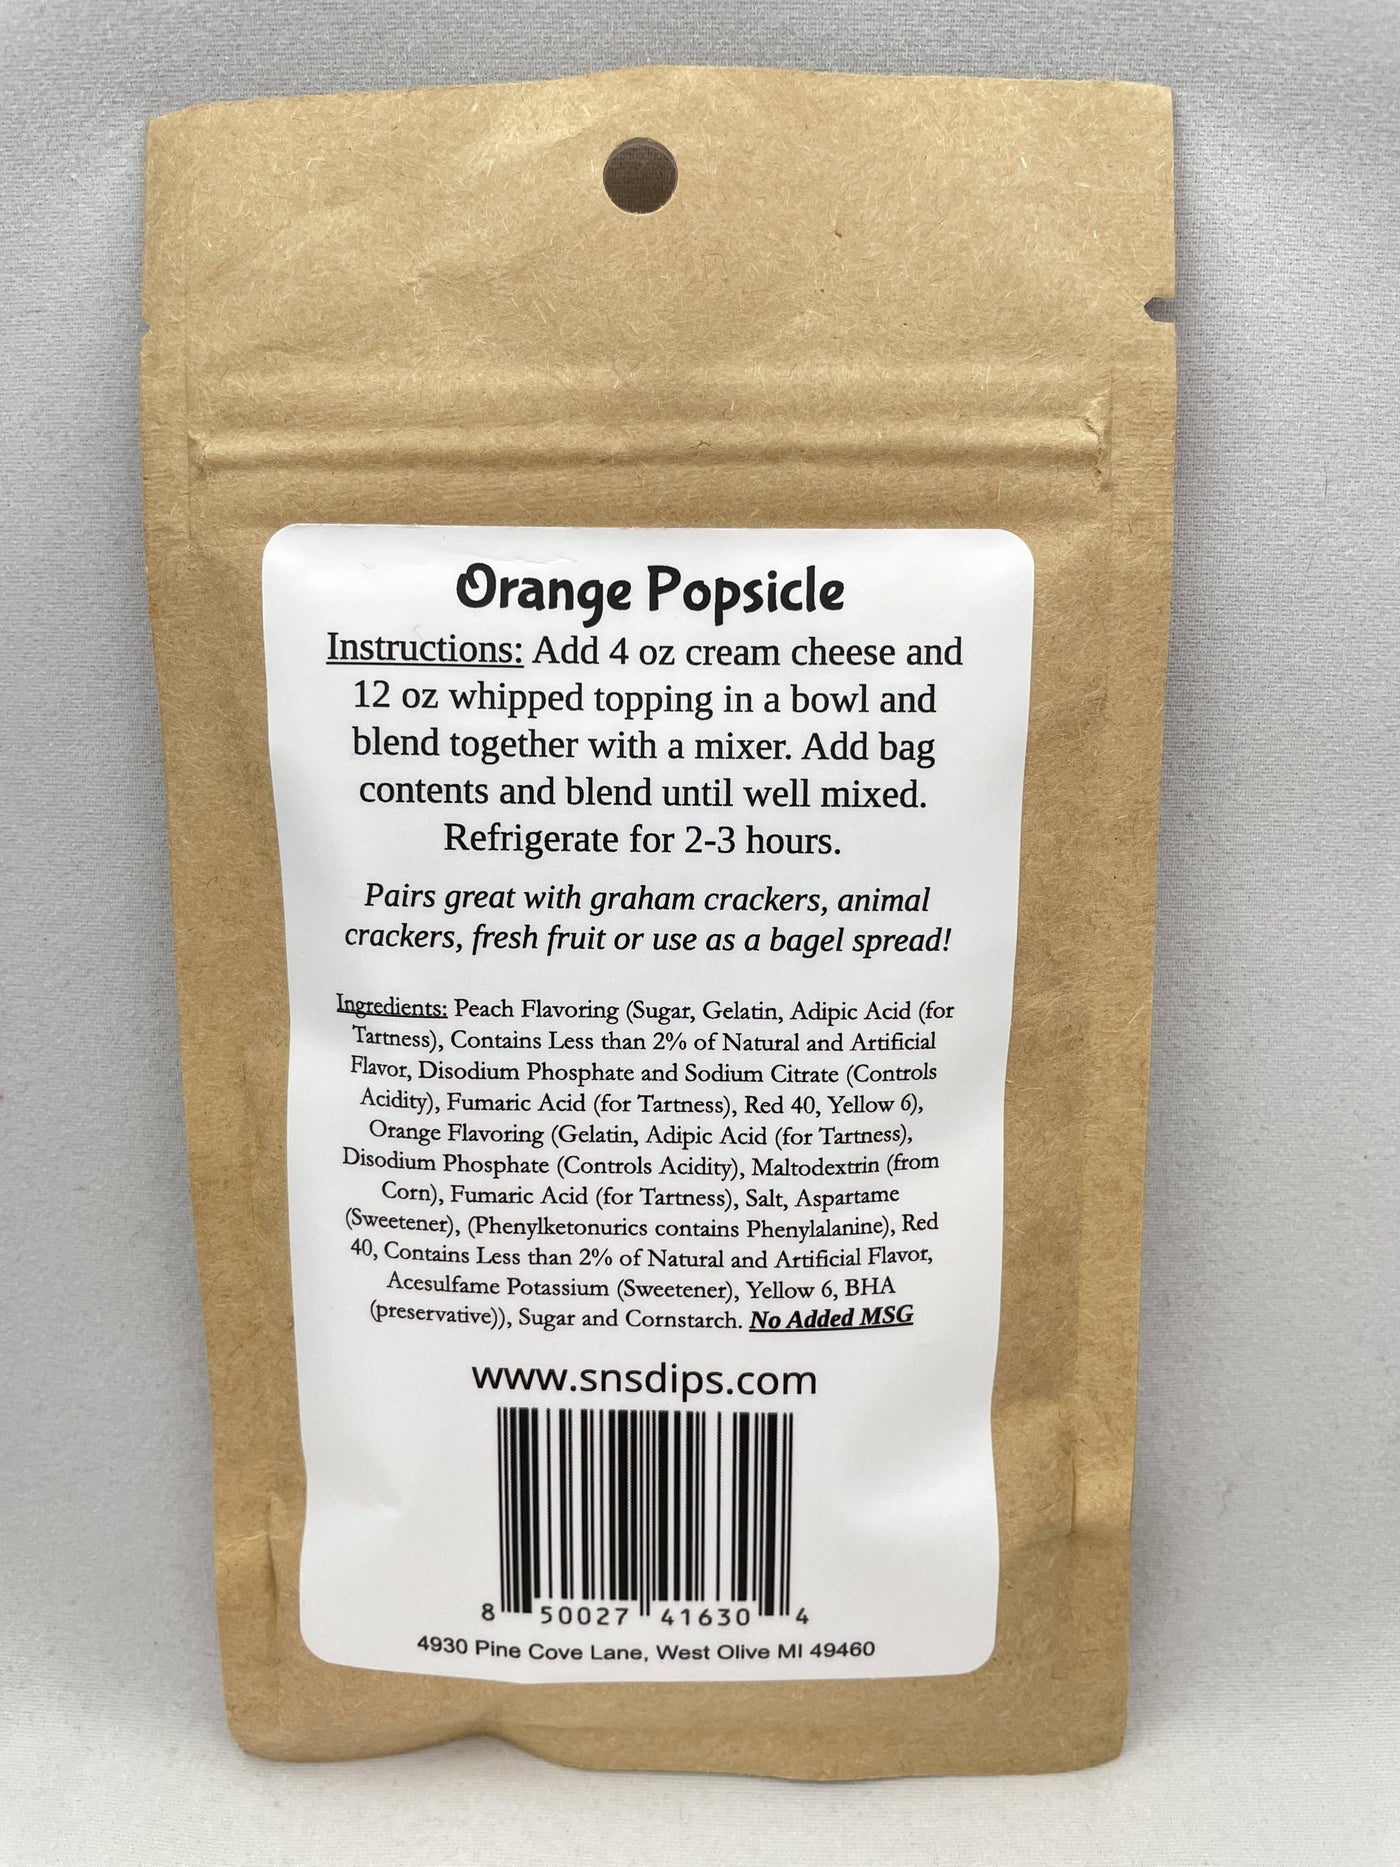 Orange Popsicle
Instructions: Add 4 oz cream cheese and
12 oz whipped topping in a bowl and
blend together with a mixer. Add bag
contents and blend until well mixed.
Refrigerate for 2-3 hours.
Pairs great with graham crackers, animal
crackers, fresh fruit or use as a bagel spread!
Ingredients: Peach Flavoring (Sugar, Gelatin, Adipic Acid (for
Tartness), Contains Less than 2% of Natural and Artificial
Flavor, Disodium Phosphate and Sodium Citrate (Controls
Acidity), Fumaric Acid (for Tartness), Red 40, Yellow 6),
Orange Flavoring (Gelatin, Adipic Acid (for Tartness),
Disodium Phosphate (Controls Acidity), Maltodextrin (from
Corn), Fumaric Acid (for Tartness), Salt, Aspartame
(Sweetener), (Phenylketonurics contains Phenylalanine), Red
40, Contains Less than 2% of Natural and Artificial Flavor,
Acesulfame Potassium (Sweetener), Yellow 6, BHA
(preservative)), Sugar and Cornstarch. No Added MSG
www.snsdips.com
8 50027 41630 4
4930 Pine Cove Lane, West Olive MI 49460